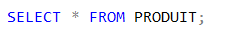 SELECT * FROM PRODUIT;